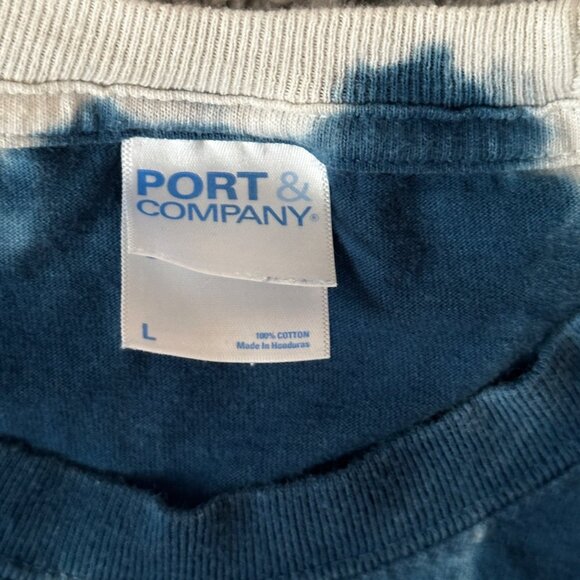 PORT &
COMPANY®
L
100% COTTON
Made In Honduras